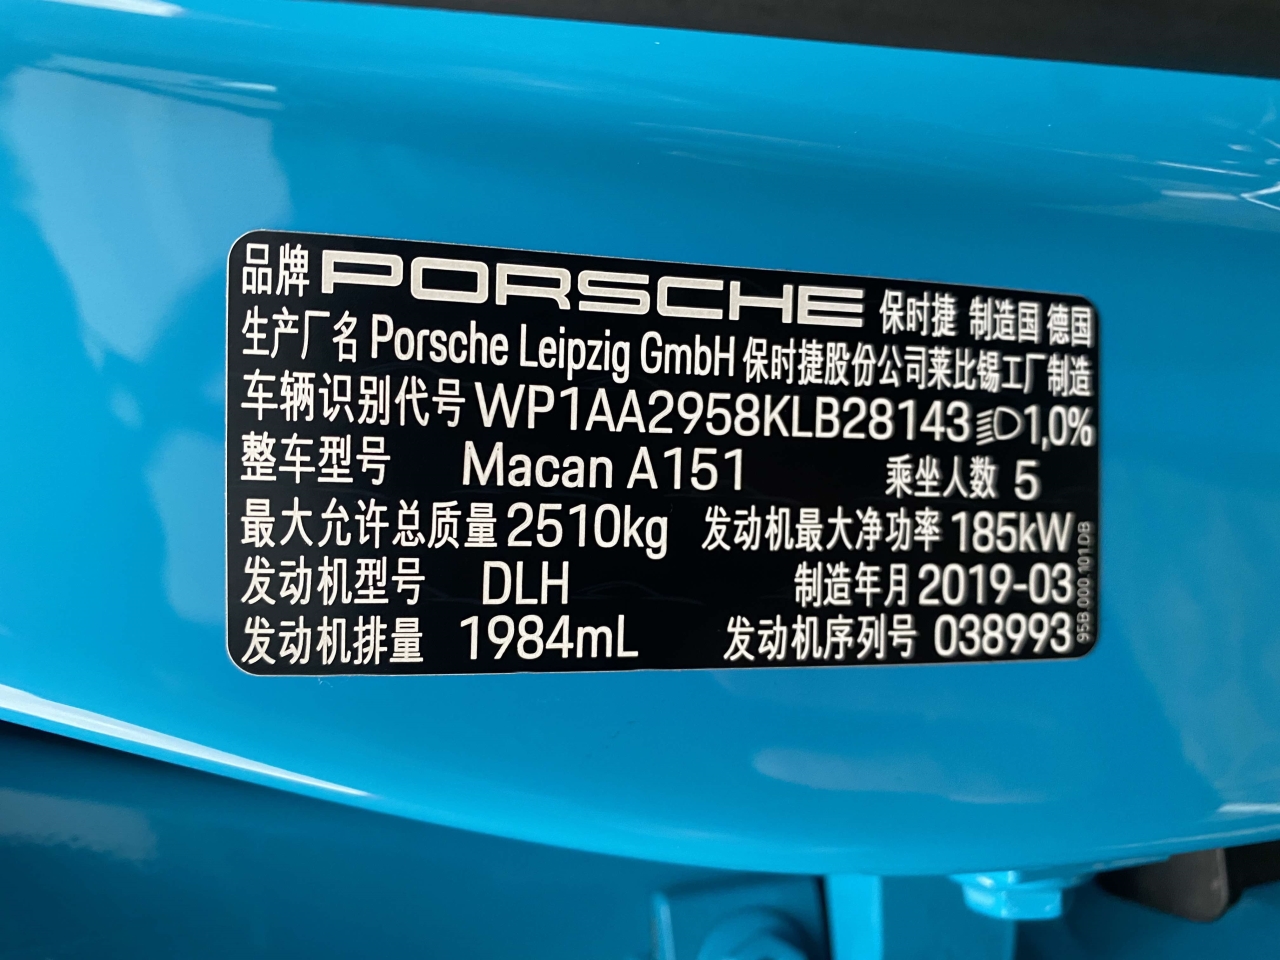 品牌 PORSCHE 保时捷 制造国 德国
生产厂名 Porsche Leipzig GmbH 保时捷股份公司莱比锡工厂制造
车辆识别代号 WP1AA2958KLB28143 1,0%
整车型号 Macan A151 乘坐人数 5
最大允许总质量 2510kg 发动机最大净功率 185kW
发动机型号 DLH 制造年月 2019-03
发动机排量 1984mL 发动机序列号 038993
95B 000 101 DB